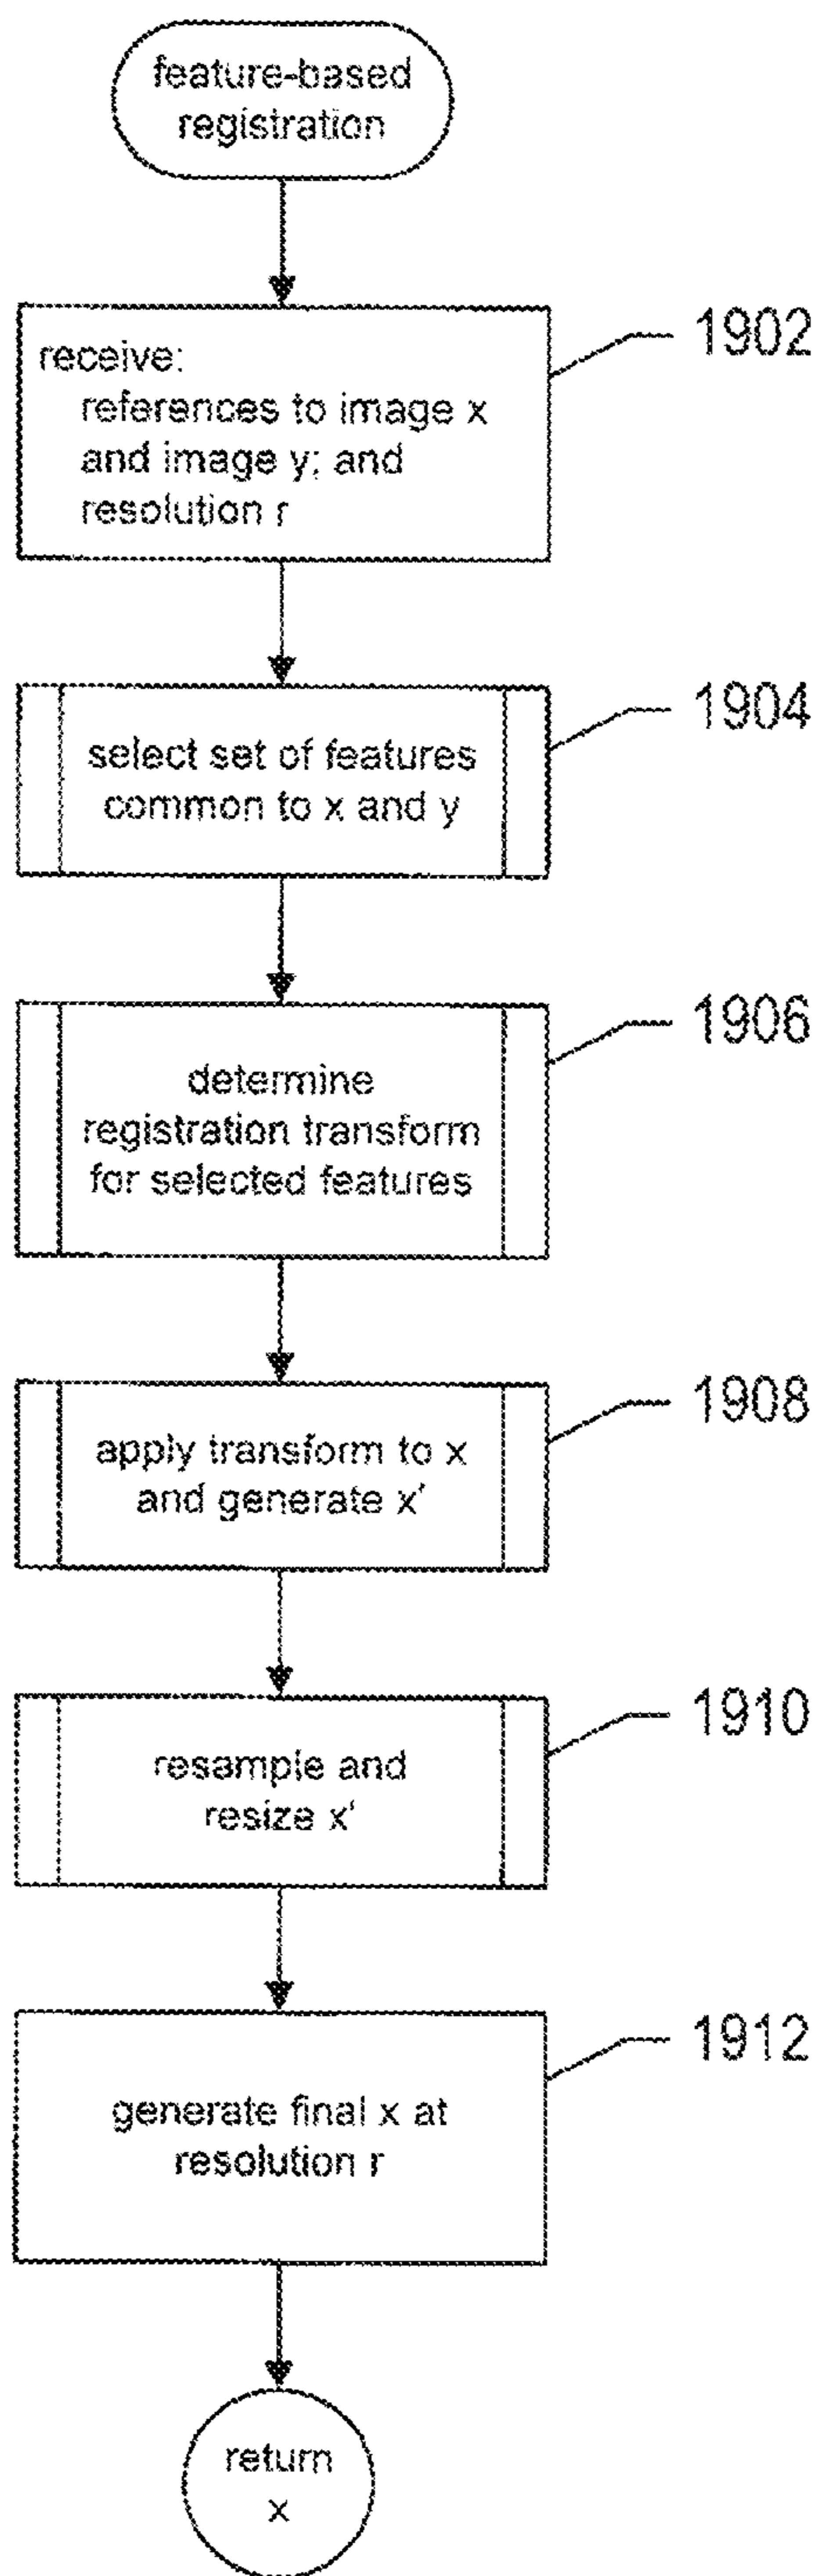 feature-based
registration
receive:
references to image x
and image y; and
resolution r
1902
select set of features
common to x and y
1904
determine
registration transform
for selected features
1906
apply transform to x
and generate x'
1908
resample and
resize x'
1910
generate final x at
resolution r
1912
return
x